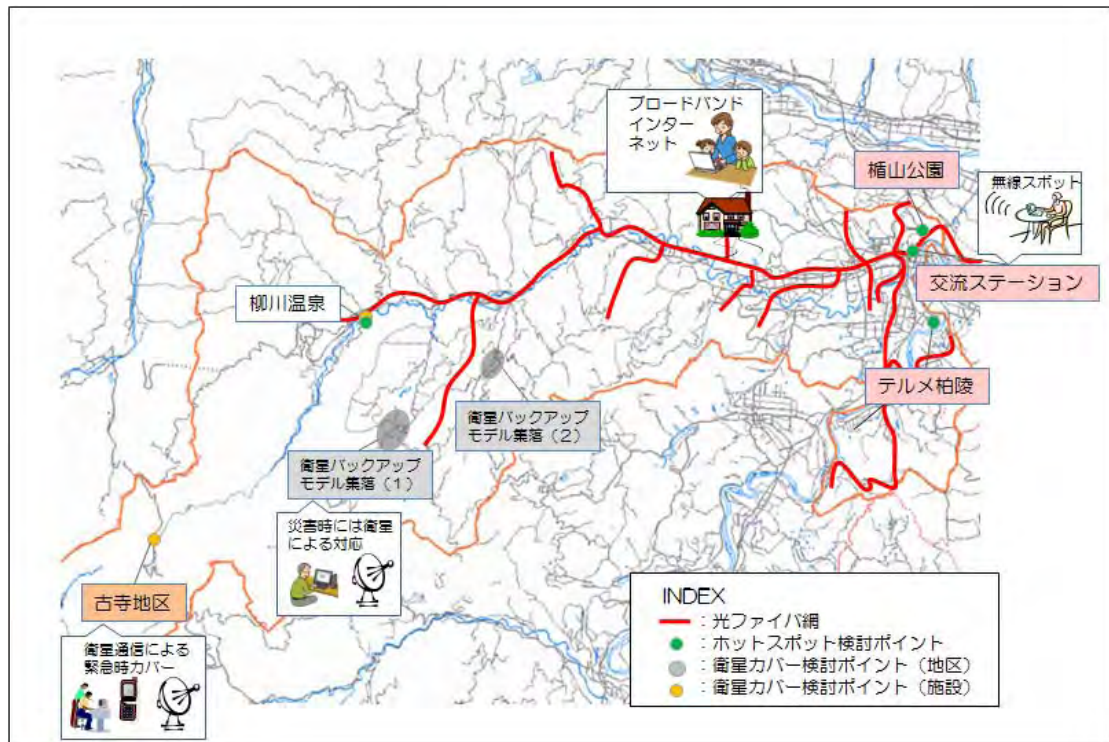 ブロードバンド
インター
ネット
楯山公園
無線スポット
交流ステーション
柳川温泉
テルメ柏陵
衛星バックアップ
モデル集落（2）
衛星バックアップ
モデル集落（1）
災害時には衛星
による対応
古寺地区
衛星通信による
緊急時カバー
INDEX
：光ファイバ網
：ホットスポット検討ポイント
：衛星カバー検討ポイント（地区）
：衛星カバー検討ポイント（施設）